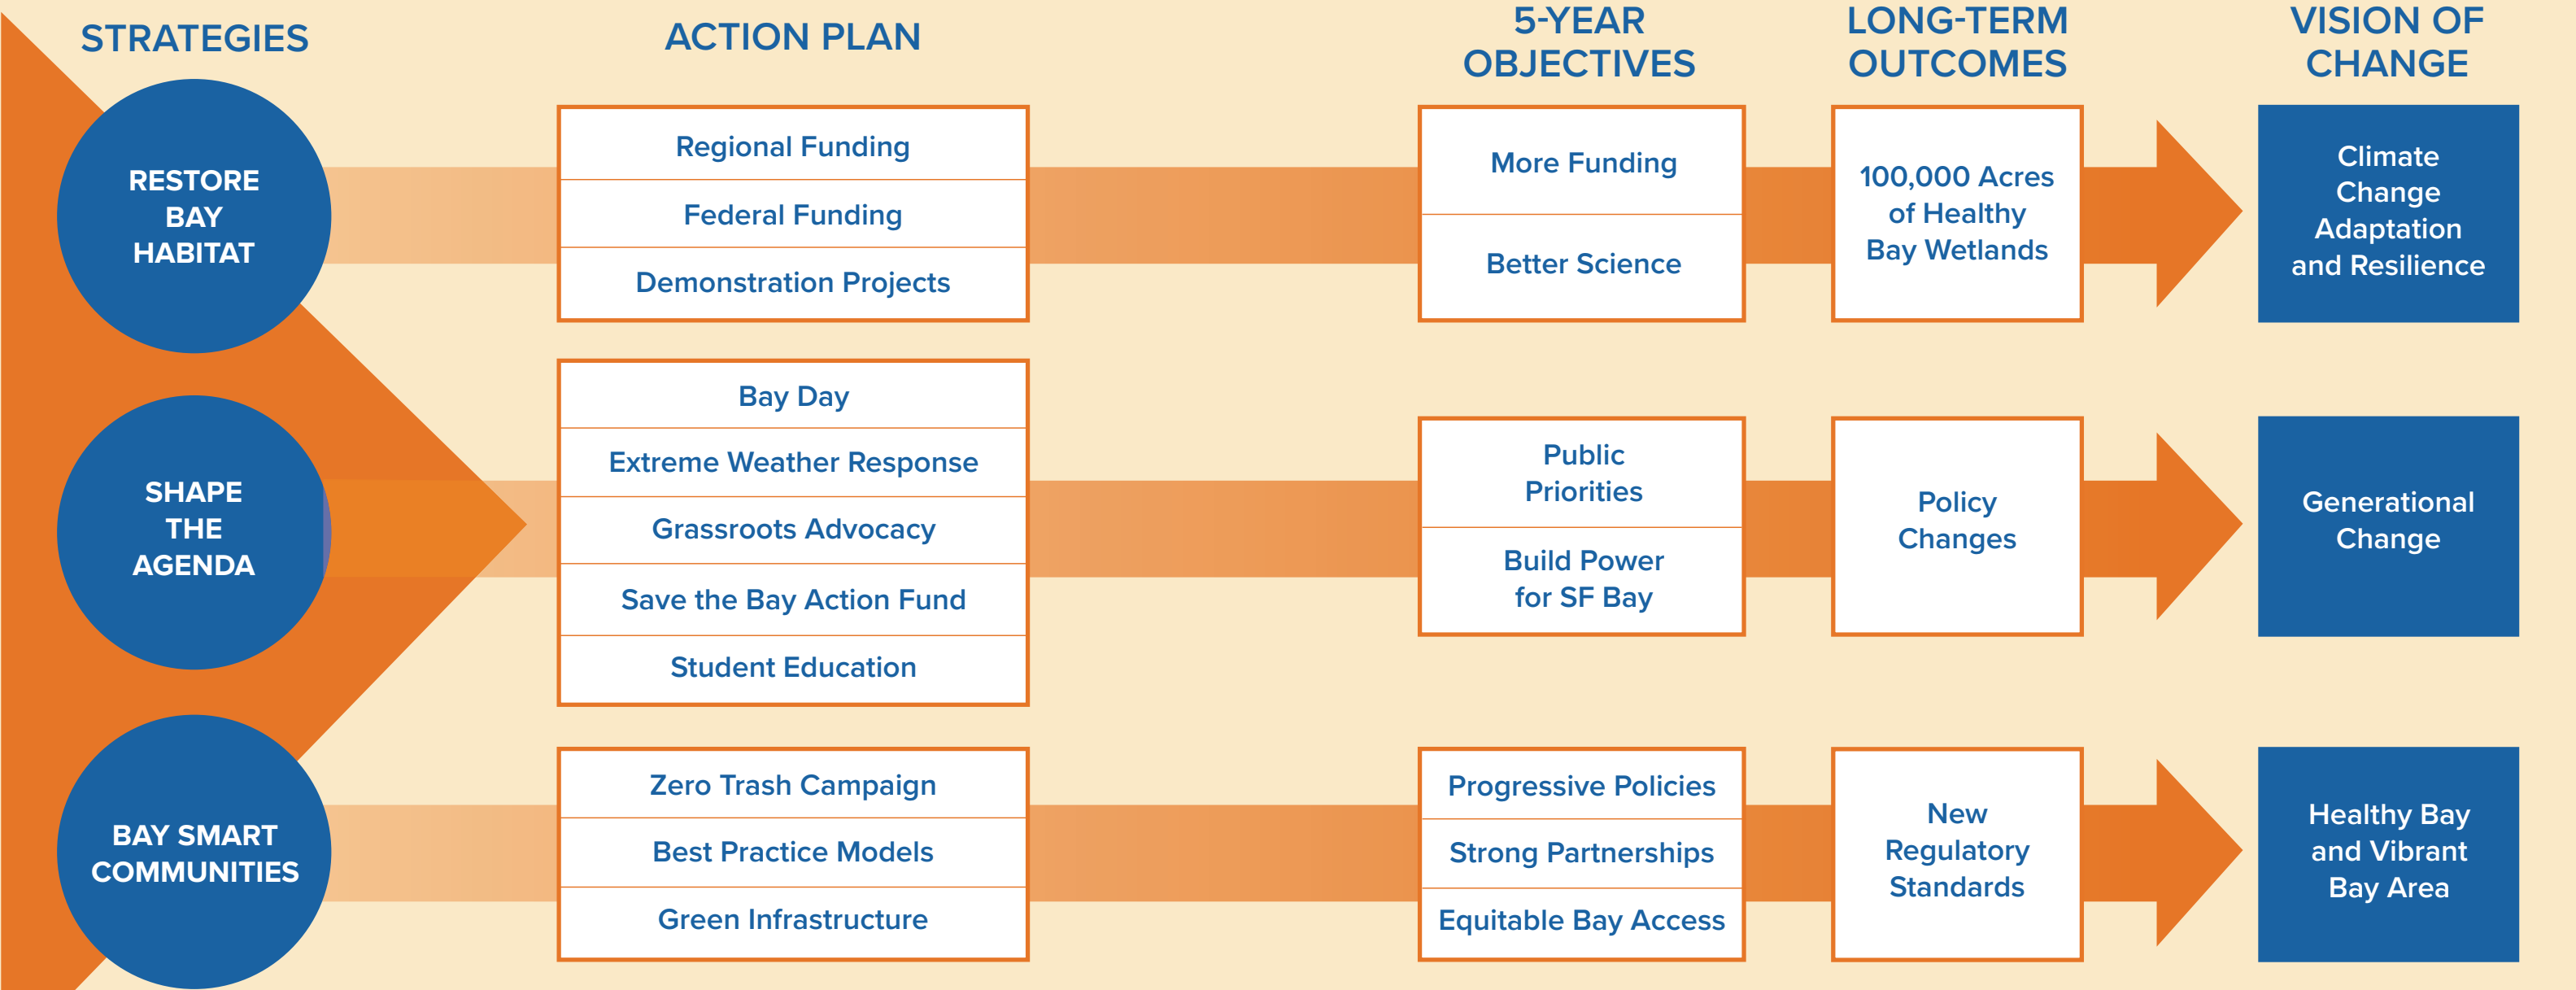 STRATEGIES
ACTION PLAN
5-YEAR
OBJECTIVES
LONG-TERM
OUTCOMES
VISION OF
CHANGE
RESTORE
BAY
HABITAT
Regional Funding
Federal Funding
Demonstration Projects
More Funding
Better Science
100,000 Acres
of Healthy
Bay Wetlands
Climate
Change
Adaptation
and Resilience
SHAPE
THE
AGENDA
Bay Day
Extreme Weather Response
Grassroots Advocacy
Save the Bay Action Fund
Student Education
Public
Priorities
Build Power
for SF Bay
Policy
Changes
Generational
Change
BAY SMART
COMMUNITIES
Zero Trash Campaign
Best Practice Models
Green Infrastructure
Progressive Policies
Strong Partnerships
Equitable Bay Access
New
Regulatory
Standards
Healthy Bay
and Vibrant
Bay Area